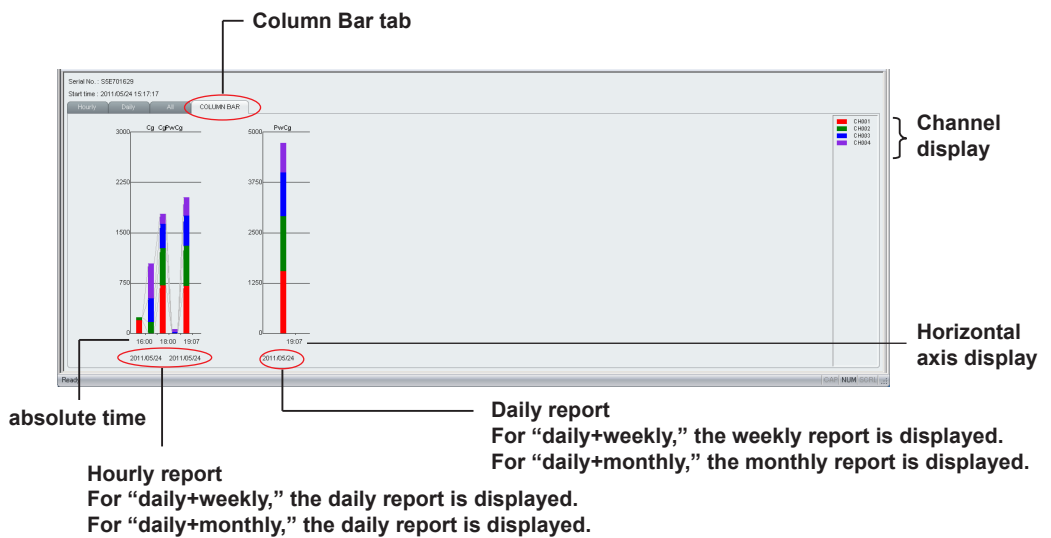 Column Bar tab
Serial No. : S5E701629
Start time : 2011/05/24 15:17:17
Hourly Daily All COLUMN BAR
Cg CgPwCg
PwCg
3000
2250
1500
750
0
16:00 18:00 19:07
2011/05/24 2011/05/24
5000
3750
2500
1250
0
19:07
2011/05/24
CH001
CH002
CH003
CH004
Channel
display
Horizontal
axis display
Ready
CAP NUM SCRL
absolute time
Daily report
For “daily+weekly,” the weekly report is displayed.
For “daily+monthly,” the monthly report is displayed.
Hourly report
For “daily+weekly,” the daily report is displayed.
For “daily+monthly,” the daily report is displayed.